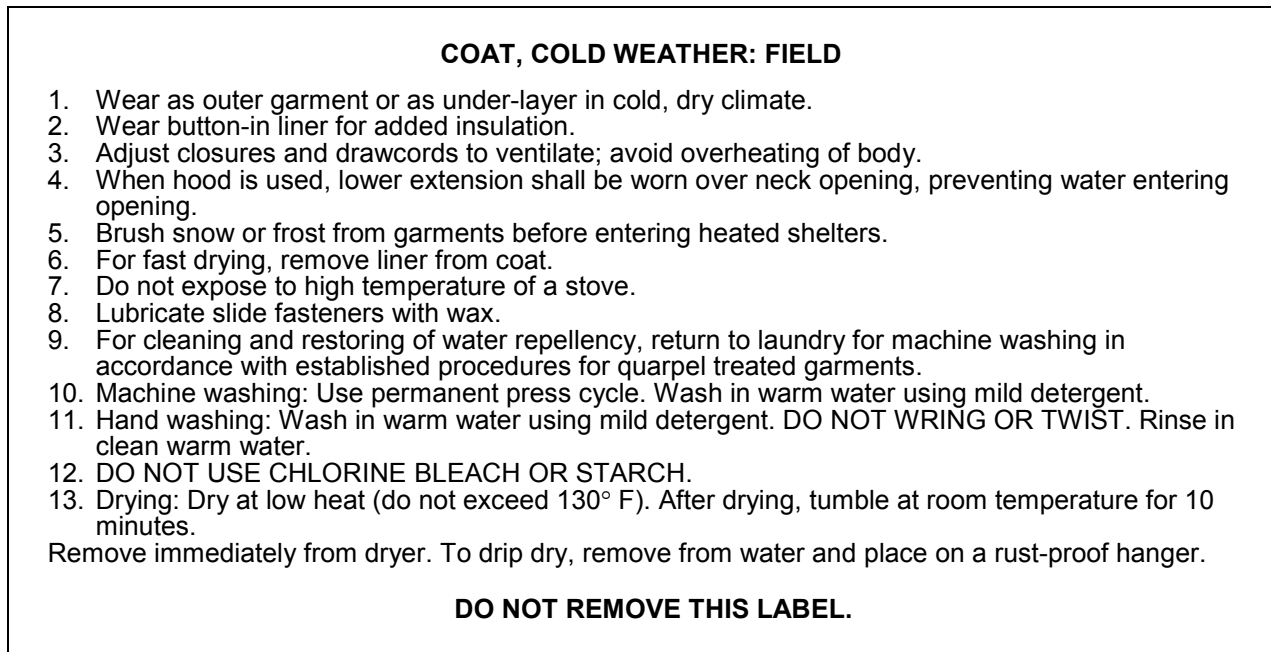 COAT, COLD WEATHER: FIELD
1. Wear as outer garment or as under-layer in cold, dry climate.
2. Wear button-in liner for added insulation.
3. Adjust closures and drawcords to ventilate; avoid overheating of body.
4. When hood is used, lower extension shall be worn over neck opening, preventing water entering
opening.
5. Brush snow or frost from garments before entering heated shelters.
6. For fast drying, remove liner from coat.
7. Do not expose to high temperature of a stove.
8. Lubricate slide fasteners with wax.
9. For cleaning and restoring of water repellency, return to laundry for machine washing in
accordance with established procedures for quarpel treated garments.
10. Machine washing: Use permanent press cycle. Wash in warm water using mild detergent.
11. Hand washing: Wash in warm water using mild detergent. DO NOT WRING OR TWIST. Rinse in
clean warm water.
12. DO NOT USE CHLORINE BLEACH OR STARCH.
13. Drying: Dry at low heat (do not exceed 130° F). After drying, tumble at room temperature for 10
minutes.
Remove immediately from dryer. To drip dry, remove from water and place on a rust-proof hanger.
DO NOT REMOVE THIS LABEL.